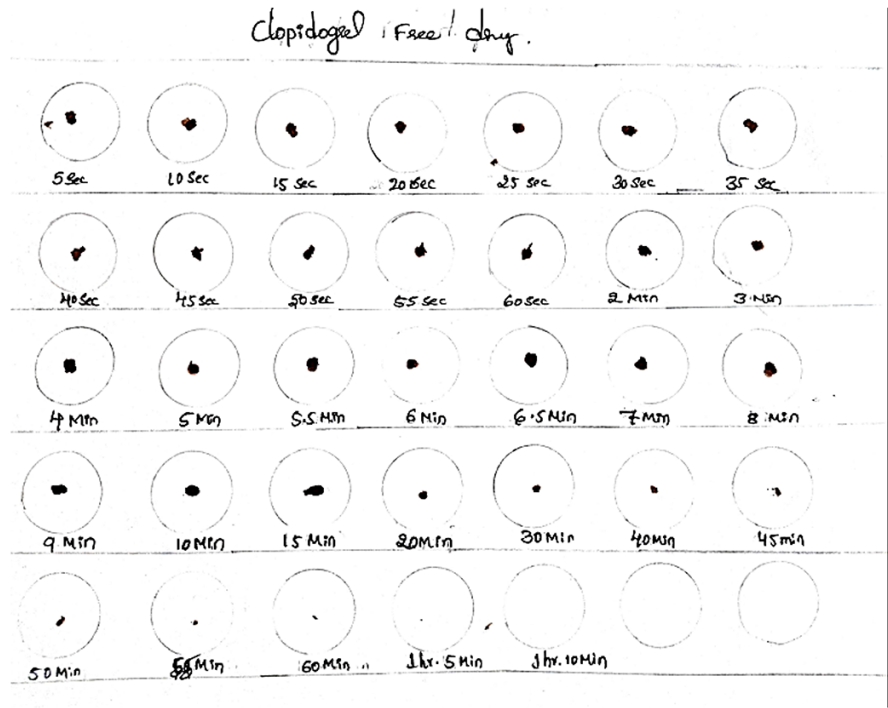 Clopidogrel Free dry.
5 Sec 10 Sec 15 Sec 20 Sec 25 Sec 30 Sec 35 Sec
40 Sec 45 Sec 50 Sec 55 Sec 60 Sec 2 Min 3 Min
4 Min 5 Min 5.5 Min 6 Min 6.5 Min 7 Min 8 Min
9 Min 10 Min 15 Min 20 Min 30 Min 40 Min 45 min
50 Min 55 Min 60 Min 1 hr. 5 Min 1 hr. 10 Min